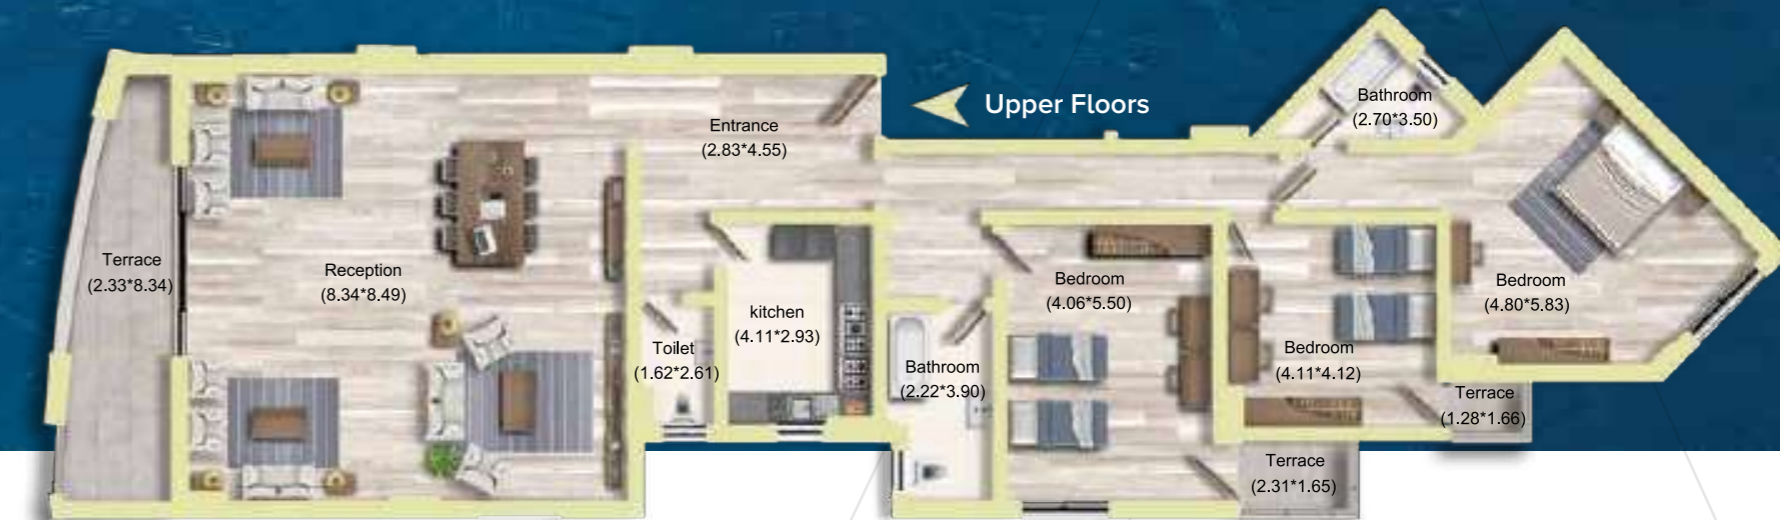 Upper Floors
Bathroom
(2.70*3.50)
Entrance
(2.83*4.55)
Terrace
(2.33*8.34)
Reception
(8.34*8.49)
Bedroom
(4.06*5.50)
Bedroom
(4.80*5.83)
kitchen
(4.11*2.93)
Toilet
(1.62*2.61)
Bathroom
(2.22*3.90)
Bedroom
(4.11*4.12)
Terrace
(1.28*1.66)
Terrace
(2.31*1.65)